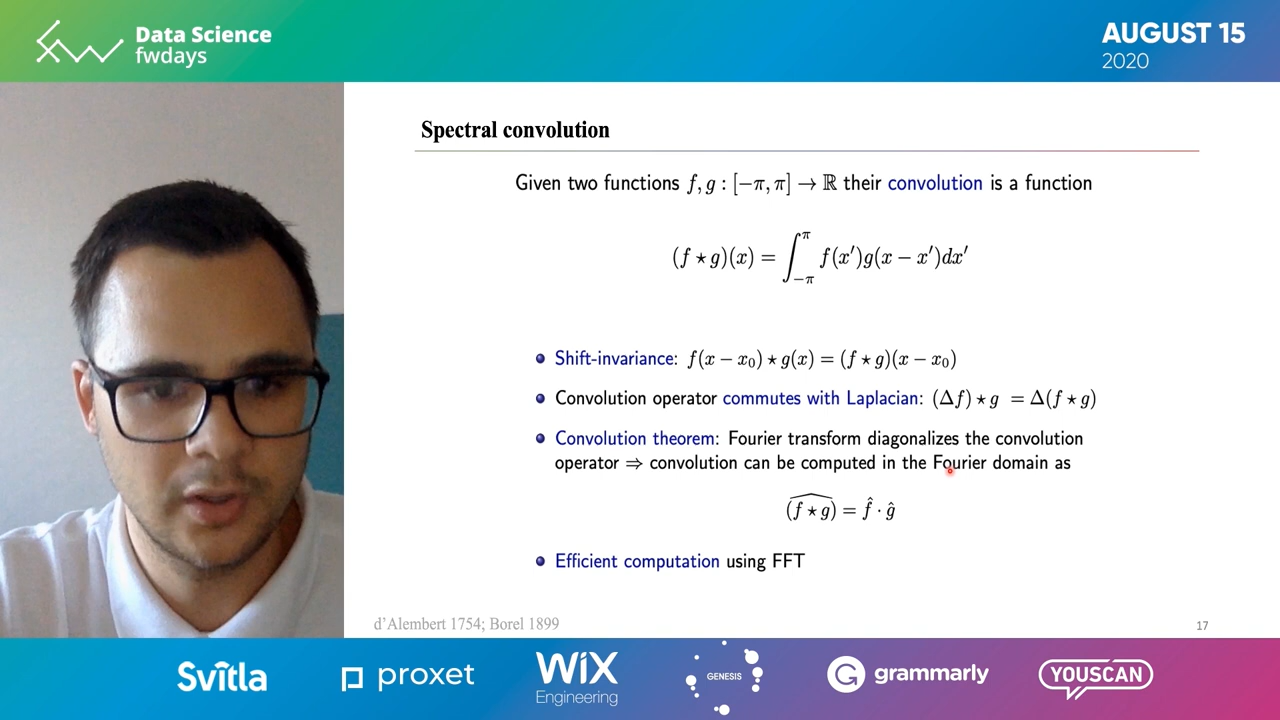 Data Science
fwdays
AUGUST 15
2020
Spectral convolution
Given two functions f, g : [−π, π] → ℝ their convolution is a function
(f ⋆ g)(x) = ∫_{−π}^{π} f(x′)g(x − x′)dx′
Shift-invariance: f(x − x₀) ⋆ g(x) = (f ⋆ g)(x − x₀)
Convolution operator commutes with Laplacian: (Δf) ⋆ g = Δ(f ⋆ g)
Convolution theorem: Fourier transform diagonalizes the convolution
operator ⇒ convolution can be computed in the Fourier domain as
\widehat{(f ⋆ g)} = f̂ · ĝ
Efficient computation using FFT
d'Alembert 1754; Borel 1899
17
Svitla
proxet
WiX
Engineering
GENESIS
grammarly
YOUSCAN